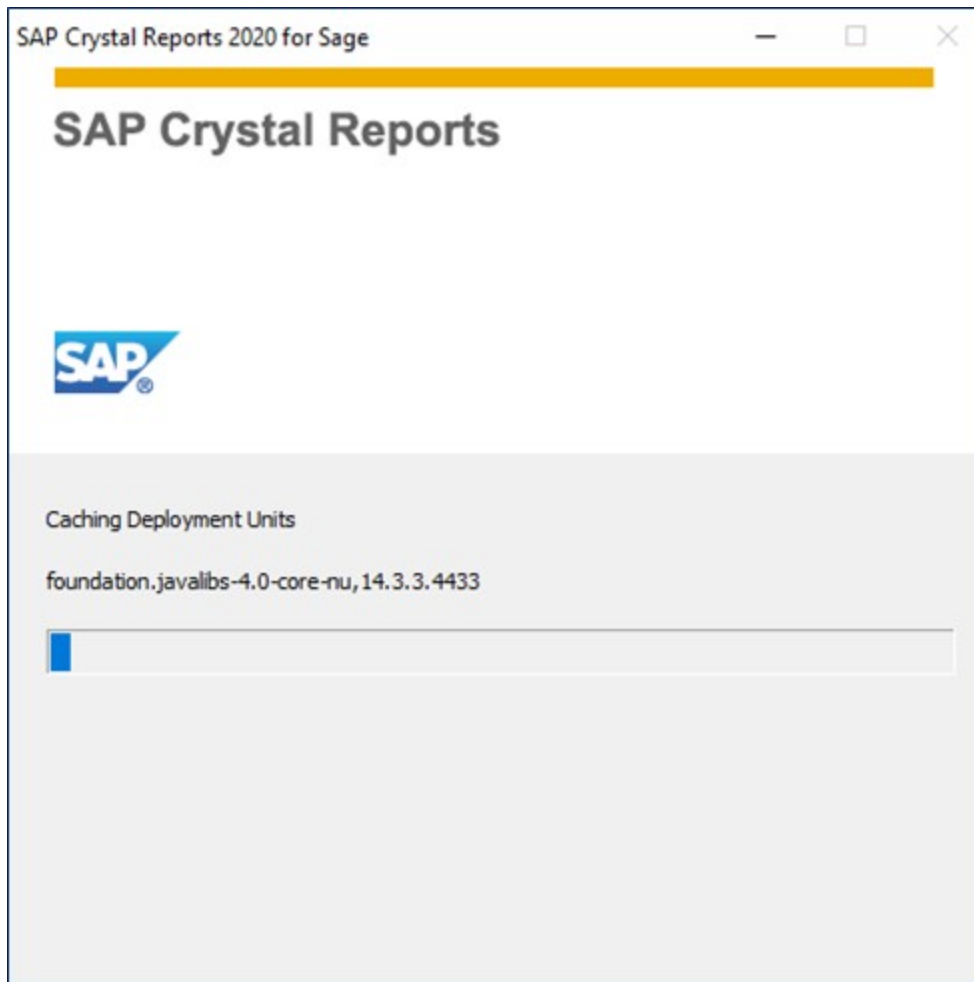 SAP Crystal Reports 2020 for Sage
SAP Crystal Reports
SAP®
Caching Deployment Units
foundation.javalibs-4.0-core-nu,14.3.3.4433